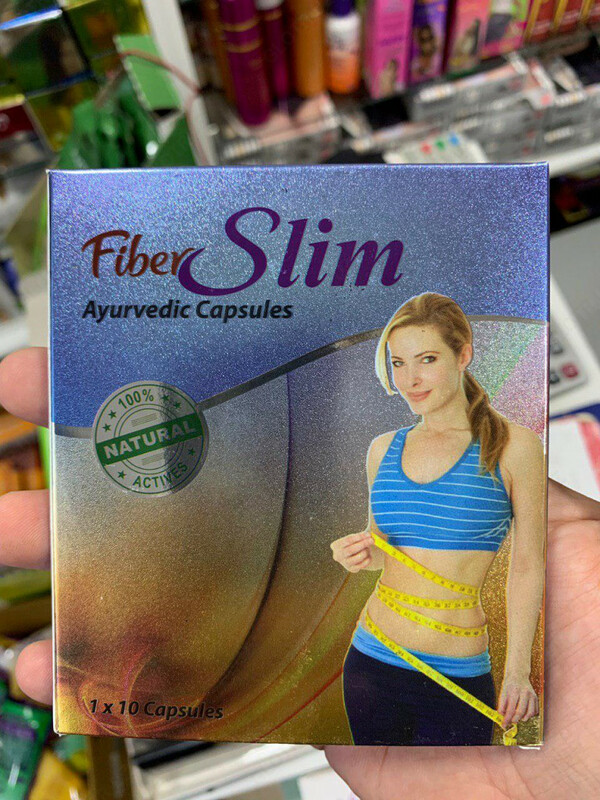 Fiber Slim
Ayurvedic Capsules
100%
NATURAL
ACTIVES
1 x 10 Capsules